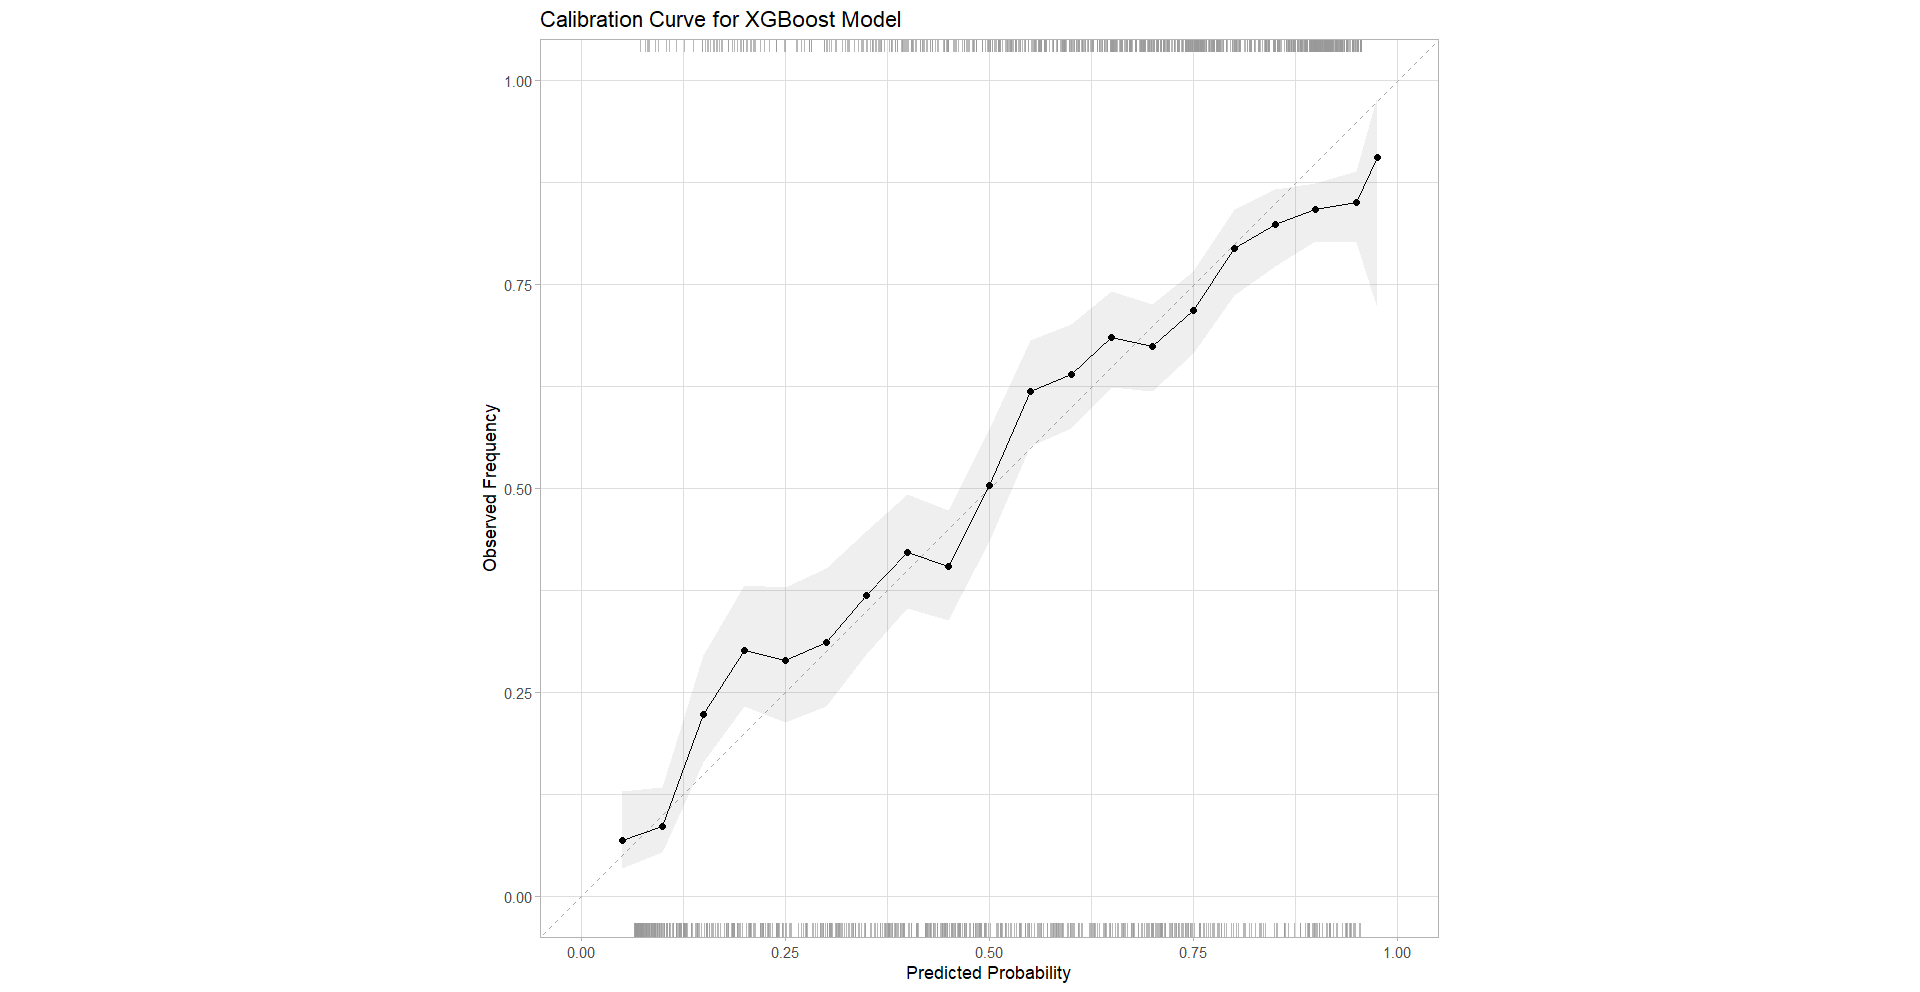 Calibration Curve for XGBoost Model
1.00
0.75
0.50
0.25
0.00
Observed Frequency
0.00 0.25 0.50 0.75 1.00
Predicted Probability